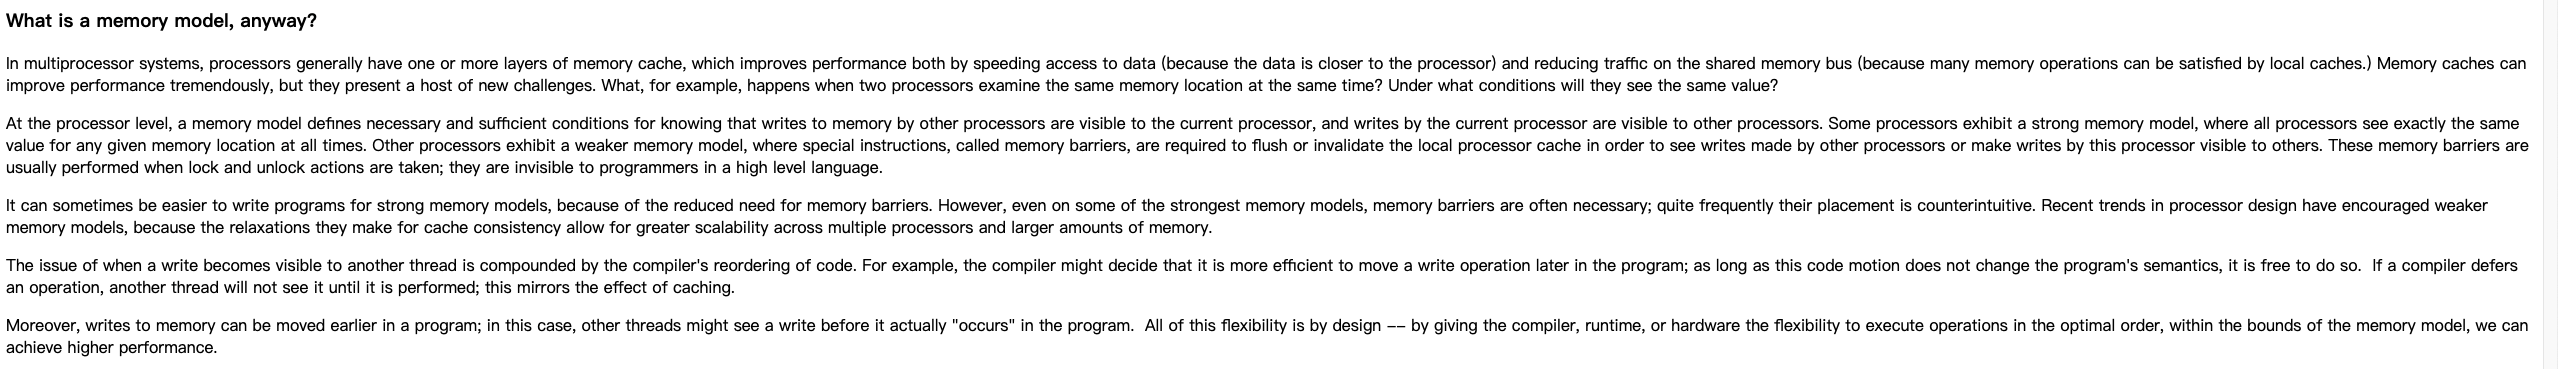 What is a memory model, anyway?
In multiprocessor systems, processors generally have one or more layers of memory cache, which improves performance both by speeding access to data (because the data is closer to the processor) and reducing traffic on the shared memory bus (because many memory operations can be satisfied by local caches.) Memory caches can
improve performance tremendously, but they present a host of new challenges. What, for example, happens when two processors examine the same memory location at the same time? Under what conditions will they see the same value?
At the processor level, a memory model defines necessary and sufficient conditions for knowing that writes to memory by other processors are visible to the current processor, and writes by the current processor are visible to other processors. Some processors exhibit a strong memory model, where all processors see exactly the same
value for any given memory location at all times. Other processors exhibit a weaker memory model, where special instructions, called memory barriers, are required to flush or invalidate the local processor cache in order to see writes made by other processors or make writes by this processor visible to others. These memory barriers are
usually performed when lock and unlock actions are taken; they are invisible to programmers in a high level language.
It can sometimes be easier to write programs for strong memory models, because of the reduced need for memory barriers. However, even on some of the strongest memory models, memory barriers are often necessary; quite frequently their placement is counterintuitive. Recent trends in processor design have encouraged weaker
memory models, because the relaxations they make for cache consistency allow for greater scalability across multiple processors and larger amounts of memory.
The issue of when a write becomes visible to another thread is compounded by the compiler's reordering of code. For example, the compiler might decide that it is more efficient to move a write operation later in the program; as long as this code motion does not change the program's semantics, it is free to do so.  If a compiler defers
an operation, another thread will not see it until it is performed; this mirrors the effect of caching.
Moreover, writes to memory can be moved earlier in a program; in this case, other threads might see a write before it actually "occurs" in the program.  All of this flexibility is by design -- by giving the compiler, runtime, or hardware the flexibility to execute operations in the optimal order, within the bounds of the memory model, we can
achieve higher performance.